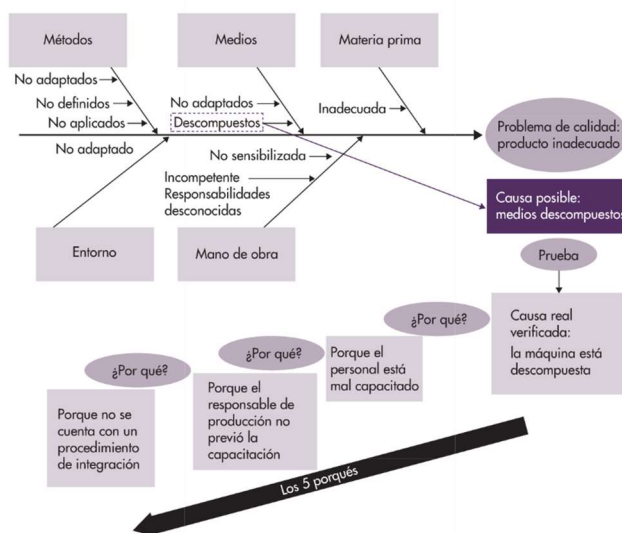 Métodos
Medios
Materia prima
No adaptados
No definidos
No aplicados
No adaptados
Descompuestos
Inadecuada
Problema de calidad:
producto inadecuado
No adaptado
No sensibilizada
Incompetente
Responsabilidades
desconocidas
Causa posible:
medios descompuestos
Entorno
Mano de obra
Prueba
Causa real
verificada:
la máquina está
descompuesta
¿Por qué?
Porque el
personal está
mal capacitado
¿Por qué?
Porque el
responsable de
producción no
previó la
capacitación
¿Por qué?
Porque no se
cuenta con un
procedimiento
de integración
Los 5 porqués